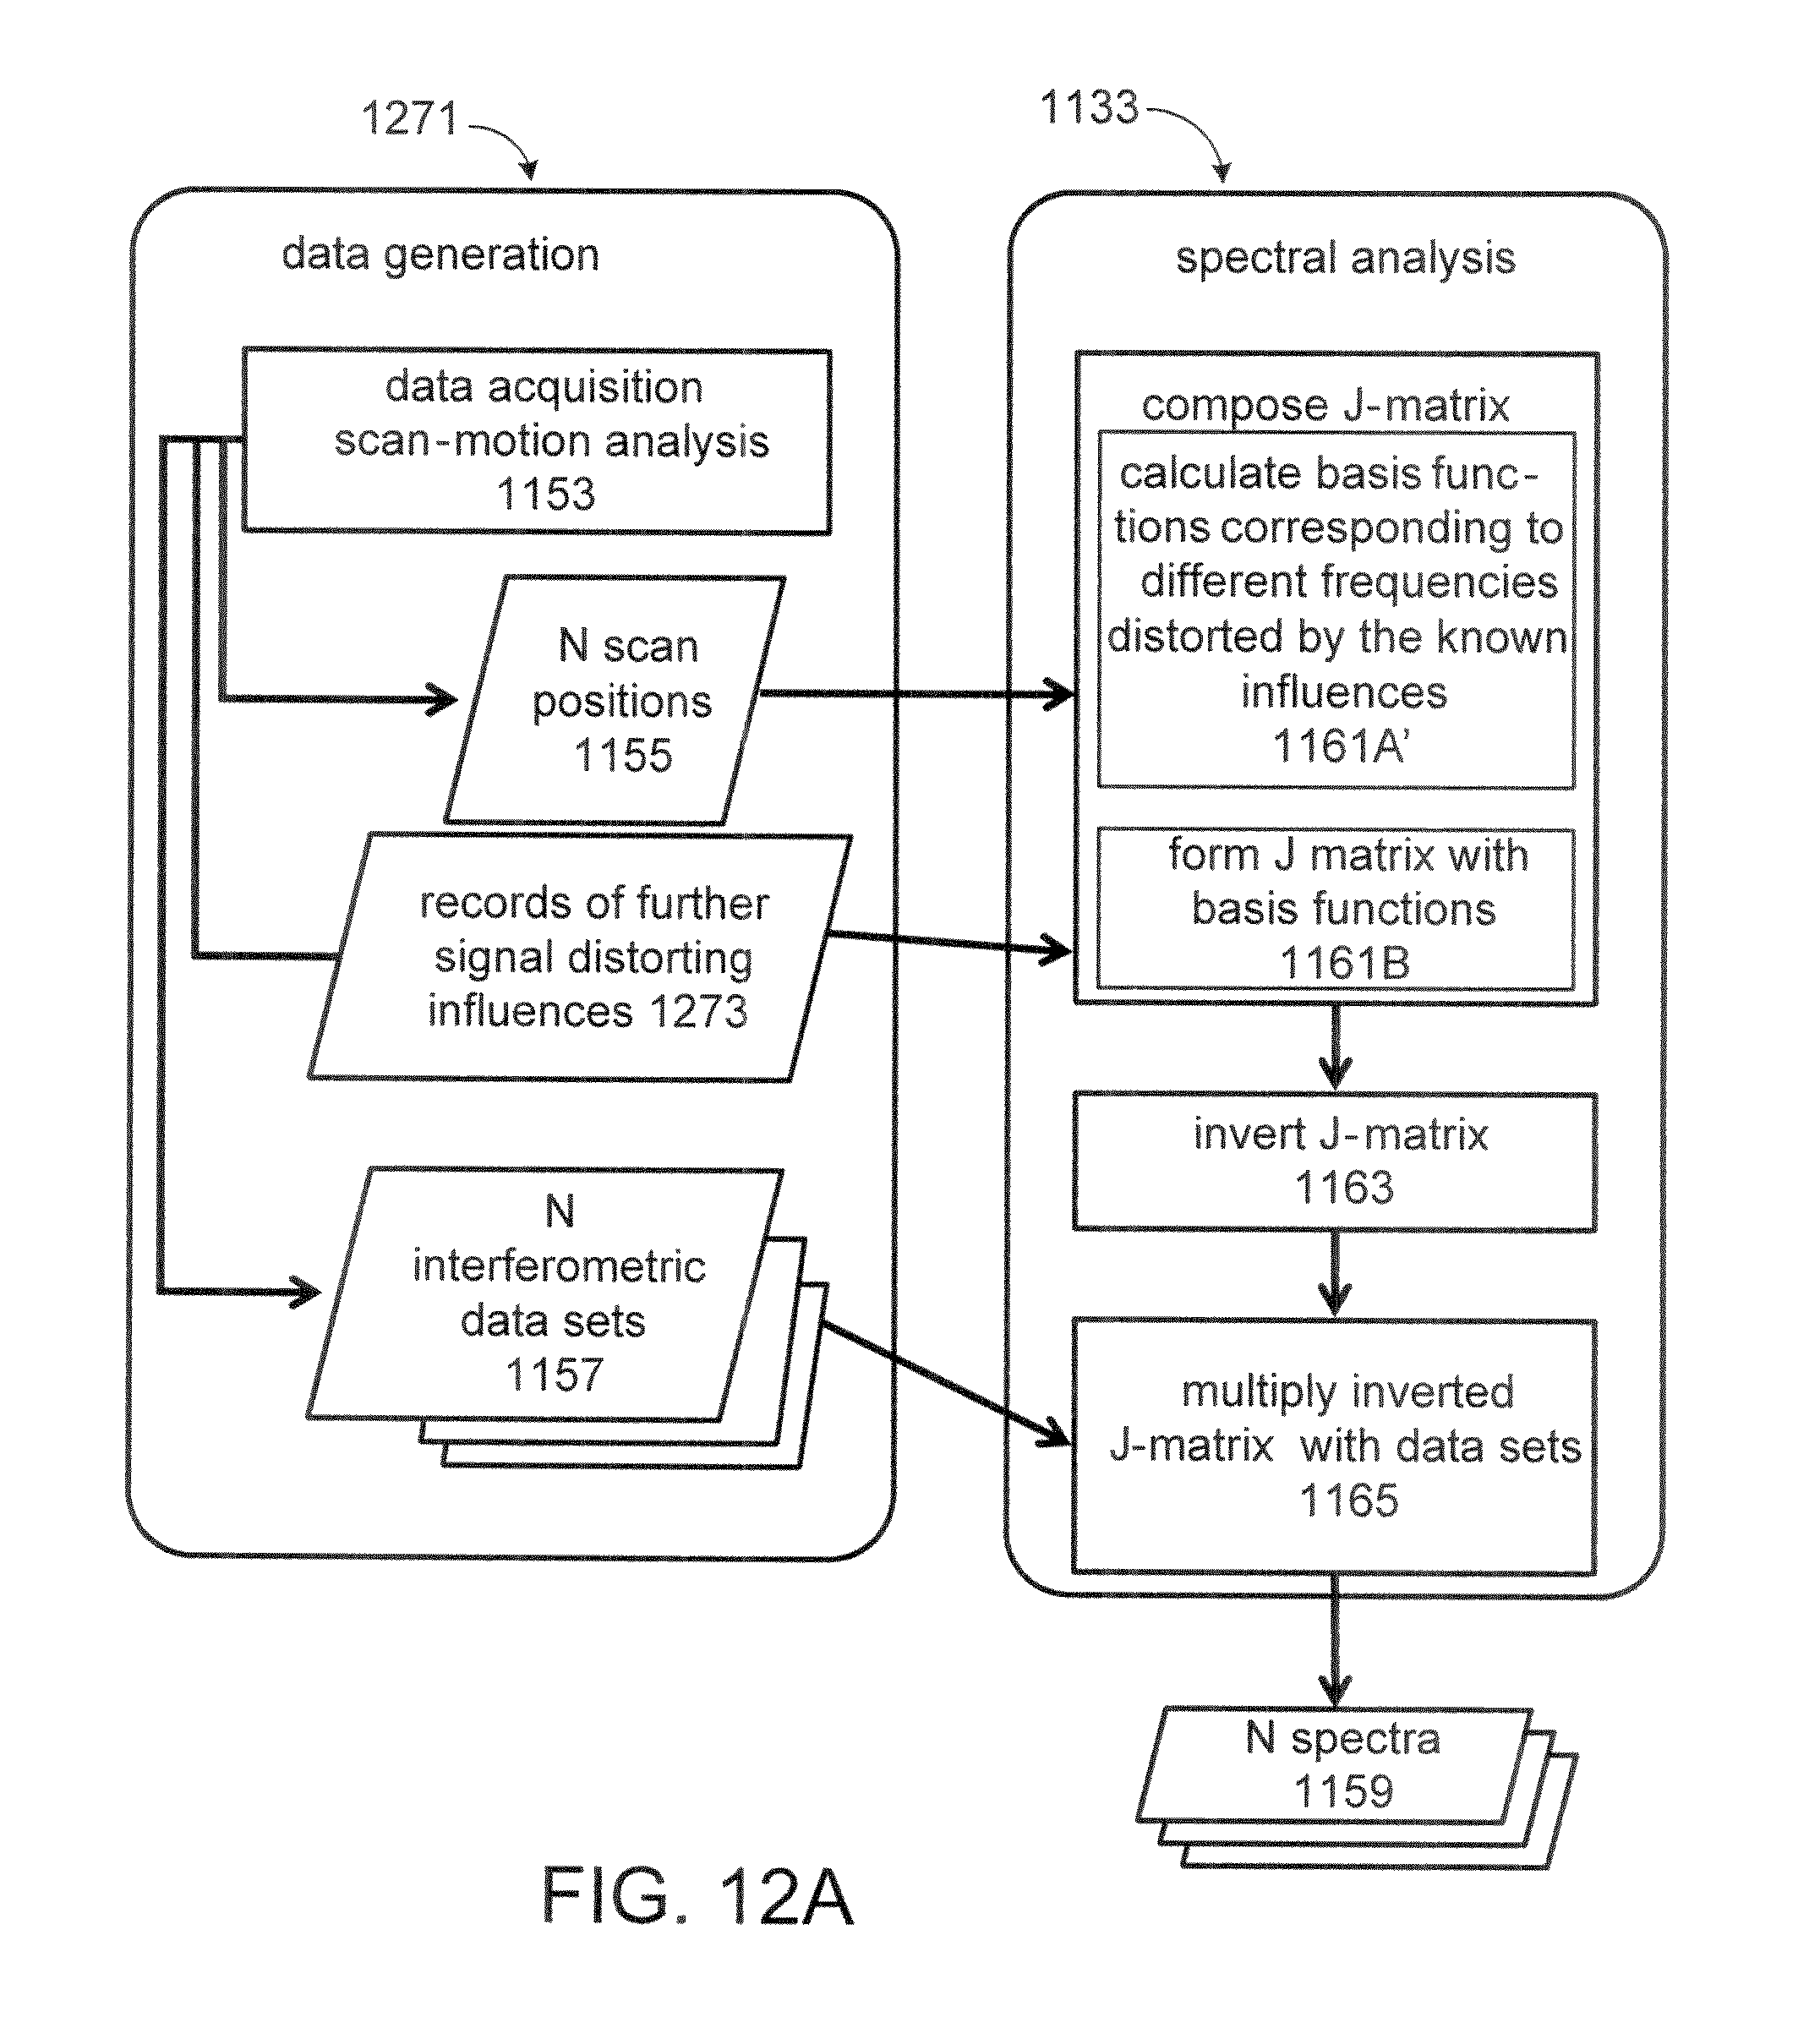 1271
1133
data generation
data acquisition
scan-motion analysis
1153
N scan
positions
1155
records of further
signal distorting
influences 1273
N
interferometric
data sets
1157
spectral analysis
compose J-matrix
calculate basis func-
tions corresponding to
different frequencies
distorted by the known
influences
1161A’
form J matrix with
basis functions
1161B
invert J-matrix
1163
multiply inverted
J-matrix with data sets
1165
N spectra
1159
FIG. 12A